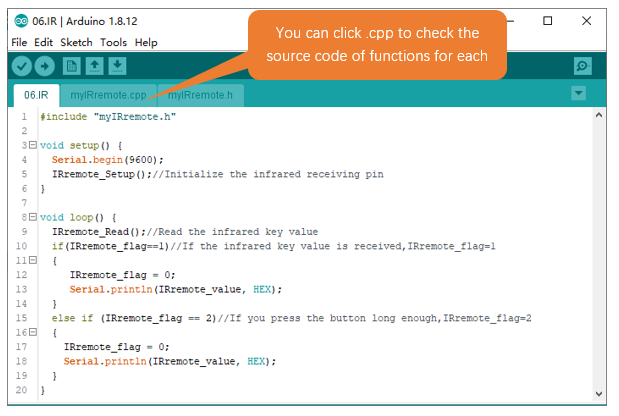 06.IR | Arduino 1.8.12
You can click .cpp to check the
source code of functions for each
File Edit Sketch Tools Help
06.IR myIRremote.cpp myIRremote.h
1 #include "myIRremote.h"
2
3 void setup() {
4 Serial.begin(9600);
5 IRremote_Setup();//Initialize the infrared receiving pin
6 }
7
8 void loop() {
9 IRremote_Read();//Read the infrared key value
10 if(IRremote_flag==1)//If the infrared key value is received,IRremote_flag=1
11 {
12 IRremote_flag = 0;
13 Serial.println(IRremote_value, HEX);
14 }
15 else if (IRremote_flag == 2)//If you press the button long enough,IRremote_flag=2
16 {
17 IRremote_flag = 0;
18 Serial.println(IRremote_value, HEX);
19 }
20 }